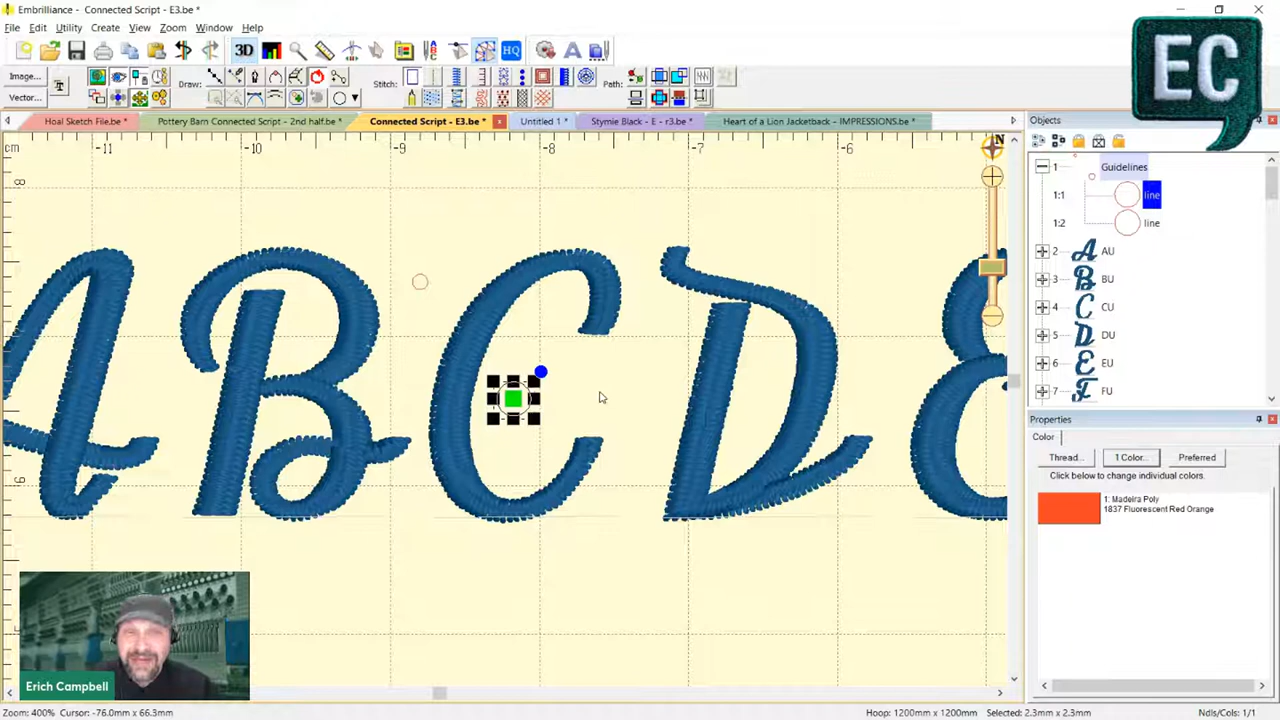 Embrilliance - Connected Script - E3.be *
File Edit Utility Create View Window Zoom Help
3D HQ
Image... Draw: Stitch: Path:
Vector...
Hoal Sketch File.be * Pottery Barn Connected Script - 2nd half.be * Connected Script - E3.be * Untitled 1 * Stymie Black - E - r3.be * Heart of a Lion Jacketback - IMPRESSIONS.be *
EC
cm -11 -10 -9 -8 -7 -6
N
8
6
A B C D E
Objects
1 Guidelines
1:1 line
1:2 line
2 A AU
3 B BU
4 C CU
5 D DU
6 E EU
7 F FU
Properties
Color
Thread... 1 Color... Preferred
Click below to change individual colors.
1: Madeira Poly
1837 Fluorescent Red Orange
Erich Campbell
Zoom: 400% Cursor: -76.0mm x 66.3mm Hoop: 1200mm x 1200mm Selected: 2.3mm x 2.3mm Ndls/Cols: 1/1